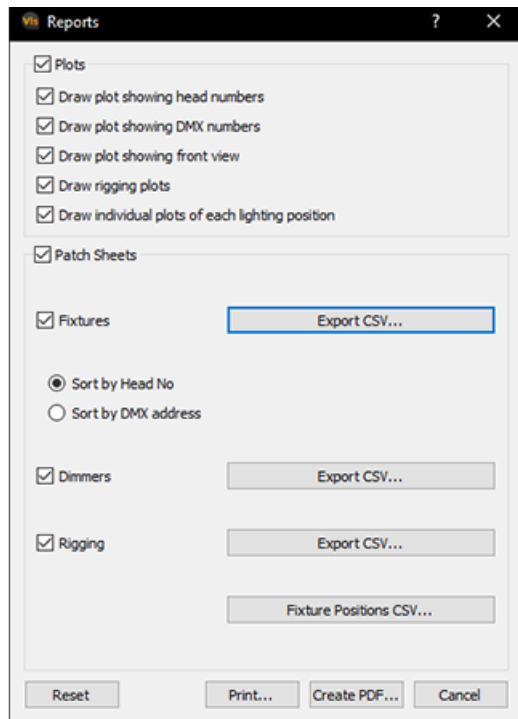 Vis Reports ?
Plots
Draw plot showing head numbers
Draw plot showing DMX numbers
Draw plot showing front view
Draw rigging plots
Draw individual plots of each lighting position
Patch Sheets
Fixtures Export CSV...
Sort by Head No
Sort by DMX address
Dimmers Export CSV...
Rigging Export CSV...
Fixture Positions CSV...
Reset Print... Create PDF... Cancel